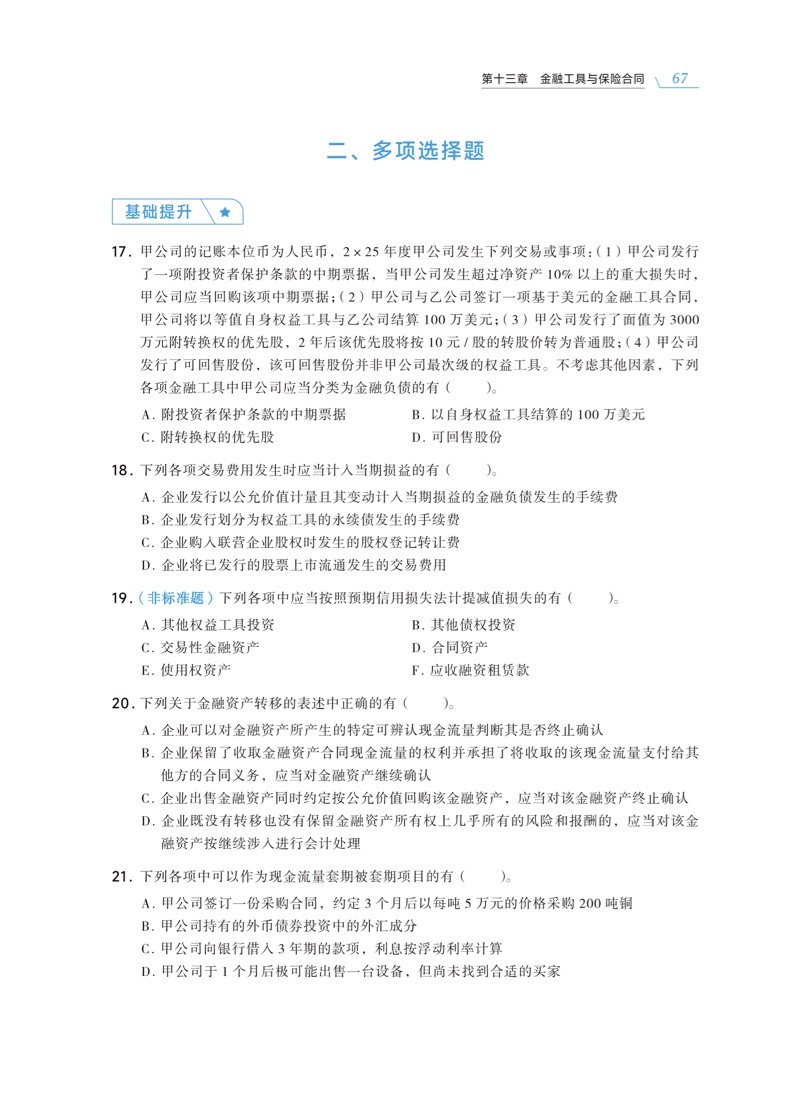 第十三章 金融工具与保险合同 67
二、多项选择题
基础提升 ★
17. 甲公司的记账本位币为人民币，2×25 年度甲公司发生下列交易或事项：（1）甲公司发行
了一项附投资者保护条款的中期票据，当甲公司发生超过净资产 10% 以上的重大损失时，
甲公司应当回购该项中期票据；（2）甲公司与乙公司签订一项基于美元的金融工具合同，
甲公司将以等值自身权益工具与乙公司结算 100 万美元；（3）甲公司发行了面值为 3000
万元附转换权的优先股，2 年后该优先股将按 10 元 / 股的转股价转为普通股；（4）甲公司
发行了可回售股份，该可回售股份并非甲公司最次级的权益工具。不考虑其他因素，下列
各项金融工具中甲公司应当分类为金融负债的有（  ）。
A. 附投资者保护条款的中期票据 B. 以自身权益工具结算的 100 万美元
C. 附转换权的优先股 D. 可回售股份
18. 下列各项交易费用发生时应当计入当期损益的有（  ）。
A. 企业发行以公允价值计量且其变动计入当期损益的金融负债发生的手续费
B. 企业发行划分为权益工具的永续债发生的手续费
C. 企业购入联营企业股权时发生的股权登记转让费
D. 企业将已发行的股票上市流通发生的交易费用
19.（非标准题）下列各项中应当按照预期信用损失法计提减值损失的有（  ）。
A. 其他权益工具投资 B. 其他债权投资
C. 交易性金融资产 D. 合同资产
E. 使用权资产 F. 应收融资租赁款
20. 下列关于金融资产转移的表述中正确的有（  ）。
A. 企业可以对金融资产所产生的特定可辨认现金流量判断其是否终止确认
B. 企业保留了收取金融资产合同现金流量的权利并承担了将收取的该现金流量支付给其
他方的合同义务，应当对金融资产继续确认
C. 企业出售金融资产同时约定按公允价值回购该金融资产，应当对该金融资产终止确认
D. 企业既没有转移也没有保留金融资产所有权上几乎所有的风险和报酬的，应当对该金
融资产按继续涉入进行会计处理
21. 下列各项中可以作为现金流量套期被套期项目的有（  ）。
A. 甲公司签订一份采购合同，约定 3 个月后以每吨 5 万元的价格采购 200 吨铜
B. 甲公司持有的外币债券投资中的外汇成分
C. 甲公司向银行借入 3 年期的款项，利息按浮动利率计算
D. 甲公司于 1 个月后极可能出售一台设备，但尚未找到合适的买家